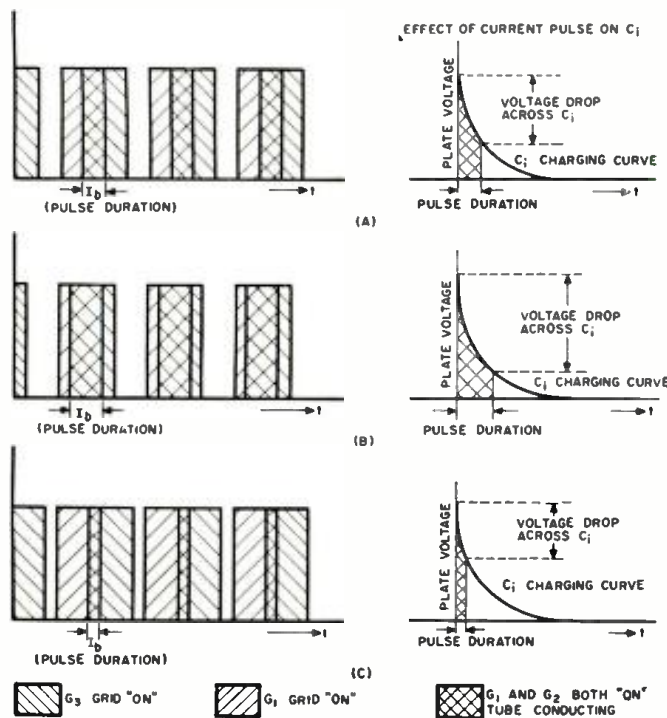 EFFECT OF CURRENT PULSE ON Ci
PLATE VOLTAGE
VOLTAGE DROP
ACROSS Ci
Ci CHARGING CURVE
Ib
t
t
(PULSE DURATION)
PULSE DURATION
(A)
PLATE VOLTAGE
VOLTAGE DROP
ACROSS Ci
Ci CHARGING CURVE
Ib
t
t
(PULSE DURATION)
PULSE DURATION
(B)
PLATE VOLTAGE
VOLTAGE DROP
ACROSS Ci
Ci CHARGING CURVE
Ib
t
t
(PULSE DURATION)
PULSE DURATION
(C)
G3 GRID "ON"
G1 GRID "ON"
G1 AND G2 BOTH "ON"
TUBE CONDUCTING